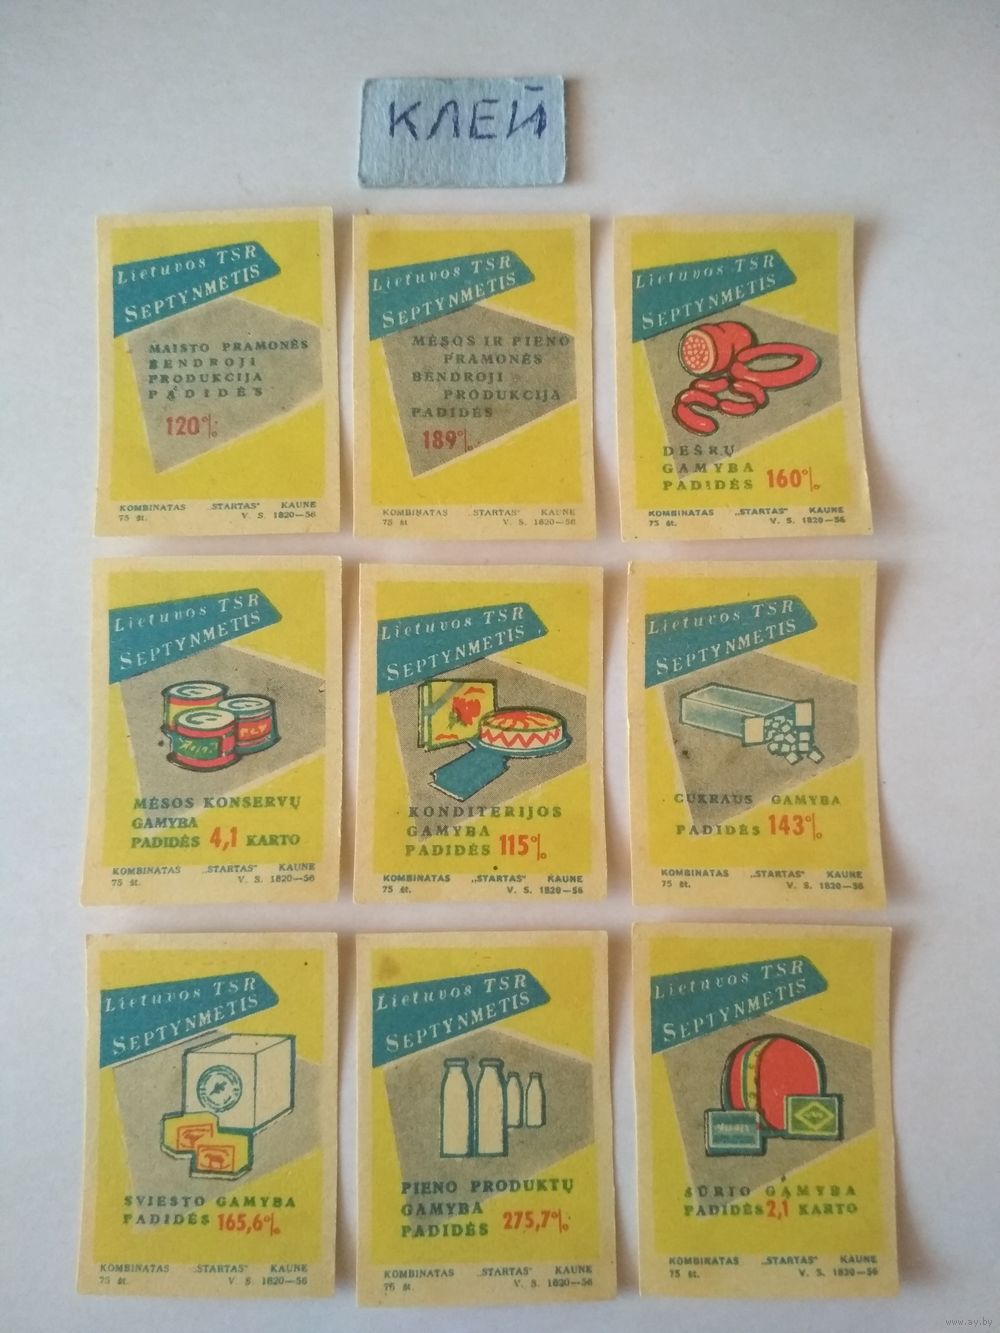 КЛЕЙ
Lietuvos TSR
SEPTYNMETIS
MAISTO PRAMONĖS
BENDROJI
PRODUKCIJA
PADIDĖS
120%
KOMBINATAS „STARTAS" KAUNE
75 št. V. S. 1820—56
Lietuvos TSR
SEPTYNMETIS
MĖSOS IR PIENO
PRAMONĖS
BENDROJI
PRODUKCIJA
PADIDĖS
189%
KOMBINATAS „STARTAS" KAUNE
75 št. V. S. 1820—56
Lietuvos TSR
SEPTYNMETIS
DEŠRŲ
GAMYBA
PADIDĖS 160%
KOMBINATAS „STARTAS" KAUNE
75 št. V. S. 1820—56
Lietuvos TSR
SEPTYNMETIS
MĖSOS KONSERVŲ
GAMYBA
PADIDĖS 4,1 KARTO
KOMBINATAS „STARTAS" KAUNE
75 št. V. S. 1820—56
Lietuvos TSR
SEPTYNMETIS
KONDITERIJOS
GAMYBA
PADIDĖS 115%
KOMBINATAS „STARTAS" KAUNE
75 št. V. S. 1820—56
Lietuvos TSR
SEPTYNMETIS
CUKRAUS GAMYBA
PADIDĖS 143%
KOMBINATAS „STARTAS" KAUNE
75 št. V. S. 1820—56
Lietuvos TSR
SEPTYNMETIS
SVIESTO GAMYBA
PADIDĖS 165,6%
KOMBINATAS „STARTAS" KAUNE
75 št. V. S. 1820—56
Lietuvos TSR
SEPTYNMETIS
PIENO PRODUKTŲ
GAMYBA
PADIDĖS 275,7%
KOMBINATAS „STARTAS" KAUNE
75 št. V. S. 1820—56
Lietuvos TSR
SEPTYNMETIS
SŪRIO GAMYBA
PADIDĖS 2,1 KARTO
KOMBINATAS „STARTAS" KAUNE
75 št. V. S. 1820—56
www.ay.by